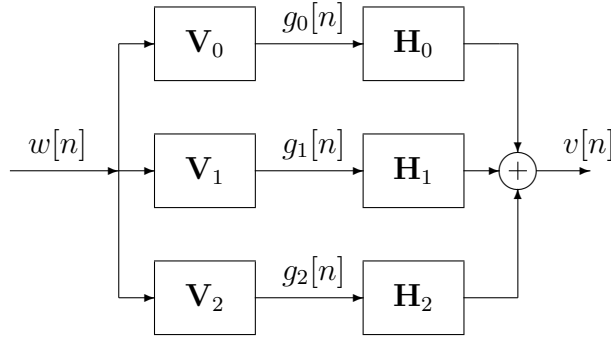 V₀ g₀[n] H₀
w[n] V₁ g₁[n] H₁ + v[n]
V₂ g₂[n] H₂